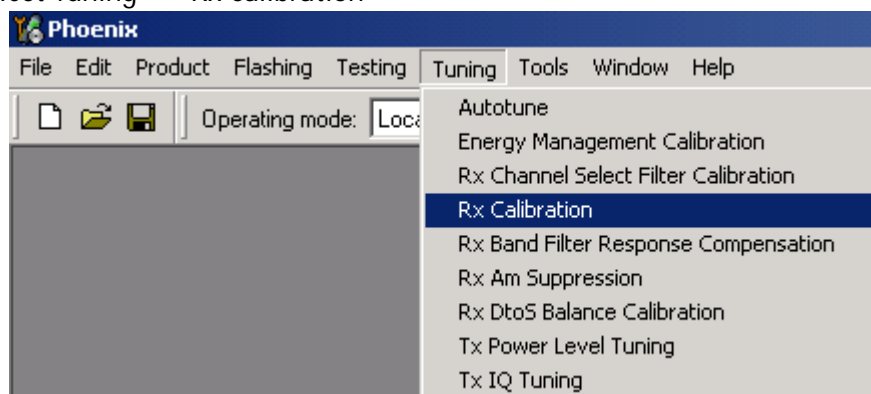 Rx calibration
Phoenix
File Edit Product Flashing Testing Tuning Tools Window Help
Operating mode:
Autotune
Energy Management Calibration
Rx Channel Select Filter Calibration
Rx Calibration
Rx Band Filter Response Compensation
Rx Am Suppression
Rx DtoS Balance Calibration
Tx Power Level Tuning
Tx IQ Tuning